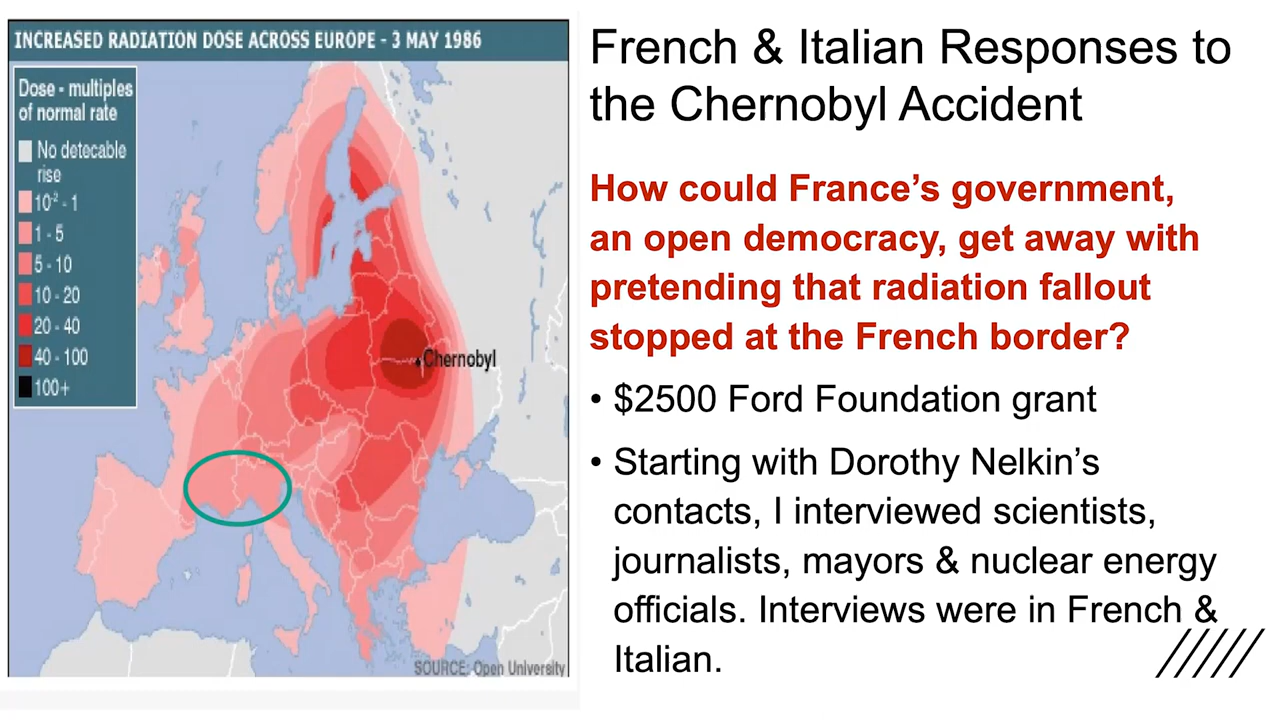 INCREASED RADIATION DOSE ACROSS EUROPE - 3 MAY 1986
Dose - multiples
of normal rate
No detecable
rise
10⁻² - 1
1 - 5
5 - 10
10 - 20
20 - 40
40 - 100
100+
Chernobyl
SOURCE: Open University
French & Italian Responses to
the Chernobyl Accident
How could France’s government,
an open democracy, get away with
pretending that radiation fallout
stopped at the French border?
• $2500 Ford Foundation grant
• Starting with Dorothy Nelkin’s
contacts, I interviewed scientists,
journalists, mayors & nuclear energy
officials. Interviews were in French &
Italian.